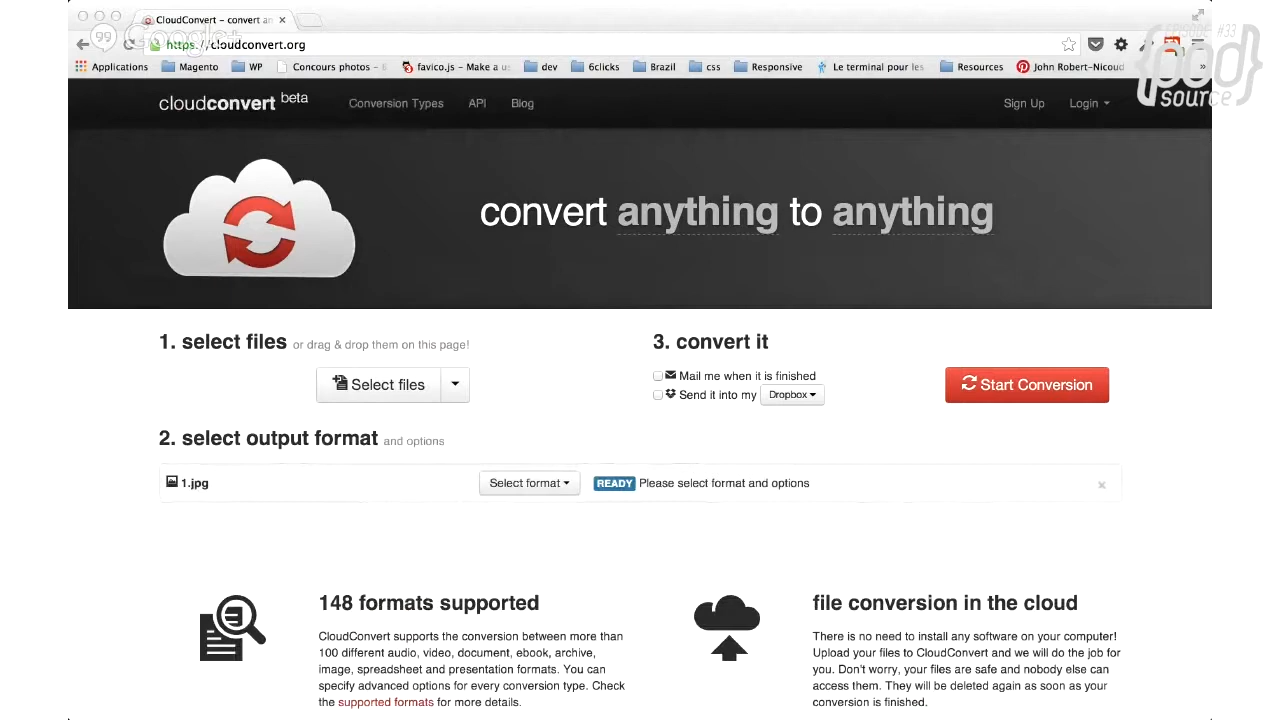 CloudConvert – convert an
EPISODE #33
Google+
https://cloudconvert.org
{pod}
source
Applications Magento WP Concours photos – favico.js – Make a dev 6clicks Brazil css Responsive Le terminal pour les Resources John Robert-Nicoud »
cloudconvert beta Conversion Types API Blog Sign Up Login
convert anything to anything
1. select files or drag & drop them on this page!
Select files
3. convert it
Mail me when it is finished
Send it into my Dropbox
Start Conversion
2. select output format and options
1.jpg Select format READY Please select format and options ×
148 formats supported
CloudConvert supports the conversion between more than
100 different audio, video, document, ebook, archive,
image, spreadsheet and presentation formats. You can
specify advanced options for every conversion type. Check
the supported formats for more details.
file conversion in the cloud
There is no need to install any software on your computer!
Upload your files to CloudConvert and we will do the job for
you. Don't worry, your files are safe and nobody else can
access them. They will be deleted again as soon as your
conversion is finished.